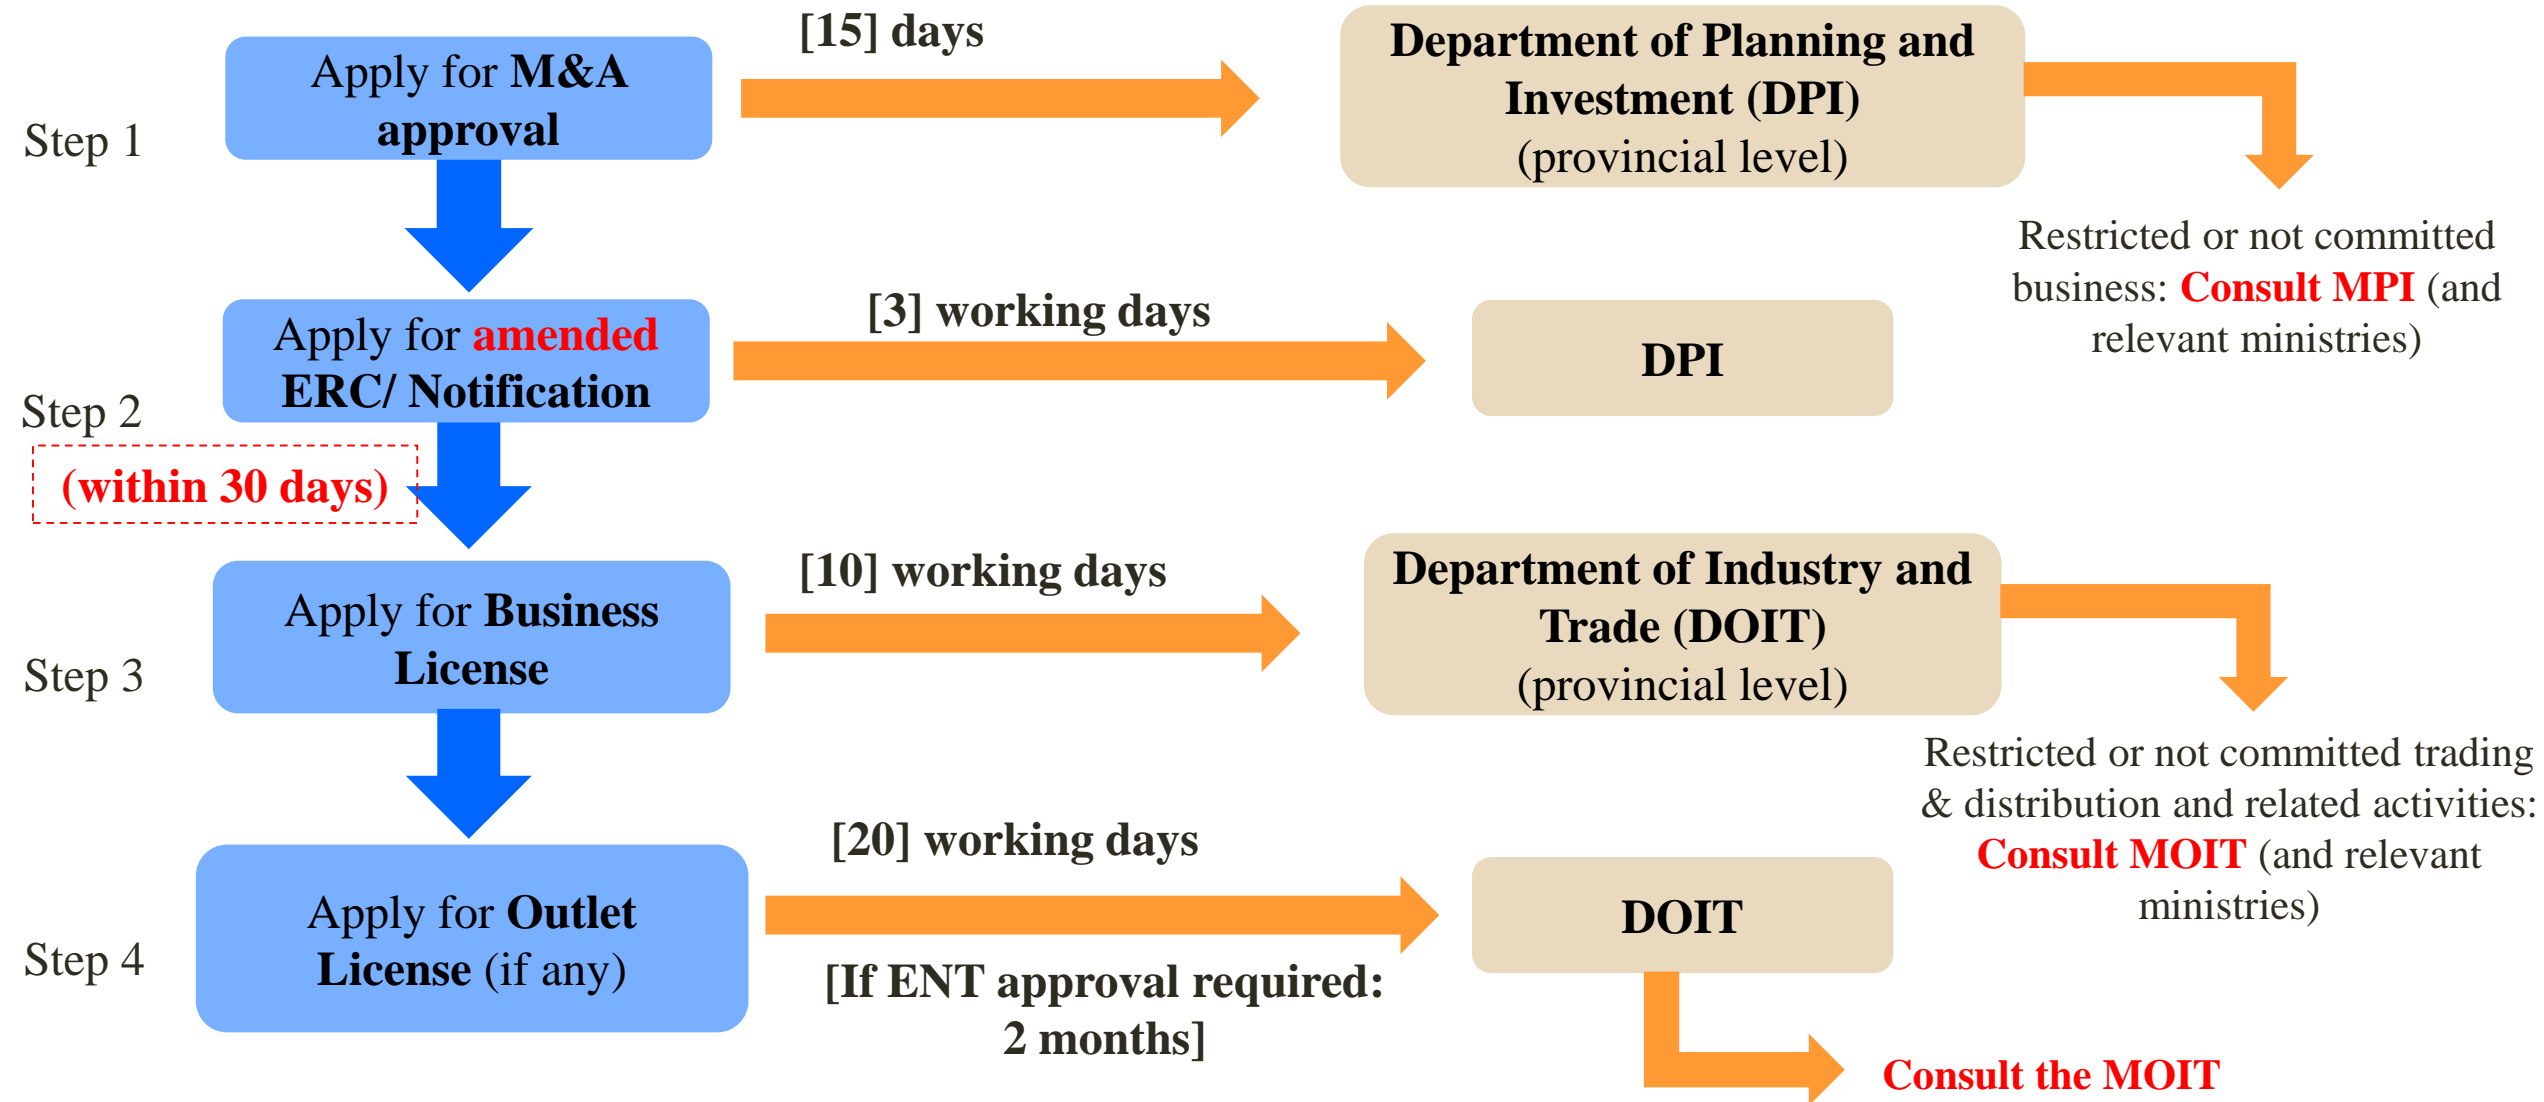 Step 1
Apply for M&A
approval
[15] days
Department of Planning and
Investment (DPI)
(provincial level)
Restricted or not committed
business: Consult MPI (and
relevant ministries)
Step 2
(within 30 days)
Apply for amended
ERC/ Notification
[3] working days
DPI
Step 3
Apply for Business
License
[10] working days
Department of Industry and
Trade (DOIT)
(provincial level)
Restricted or not committed trading
& distribution and related activities:
Consult MOIT (and relevant
ministries)
Step 4
Apply for Outlet
License (if any)
[20] working days
[If ENT approval required:
2 months]
DOIT
Consult the MOIT